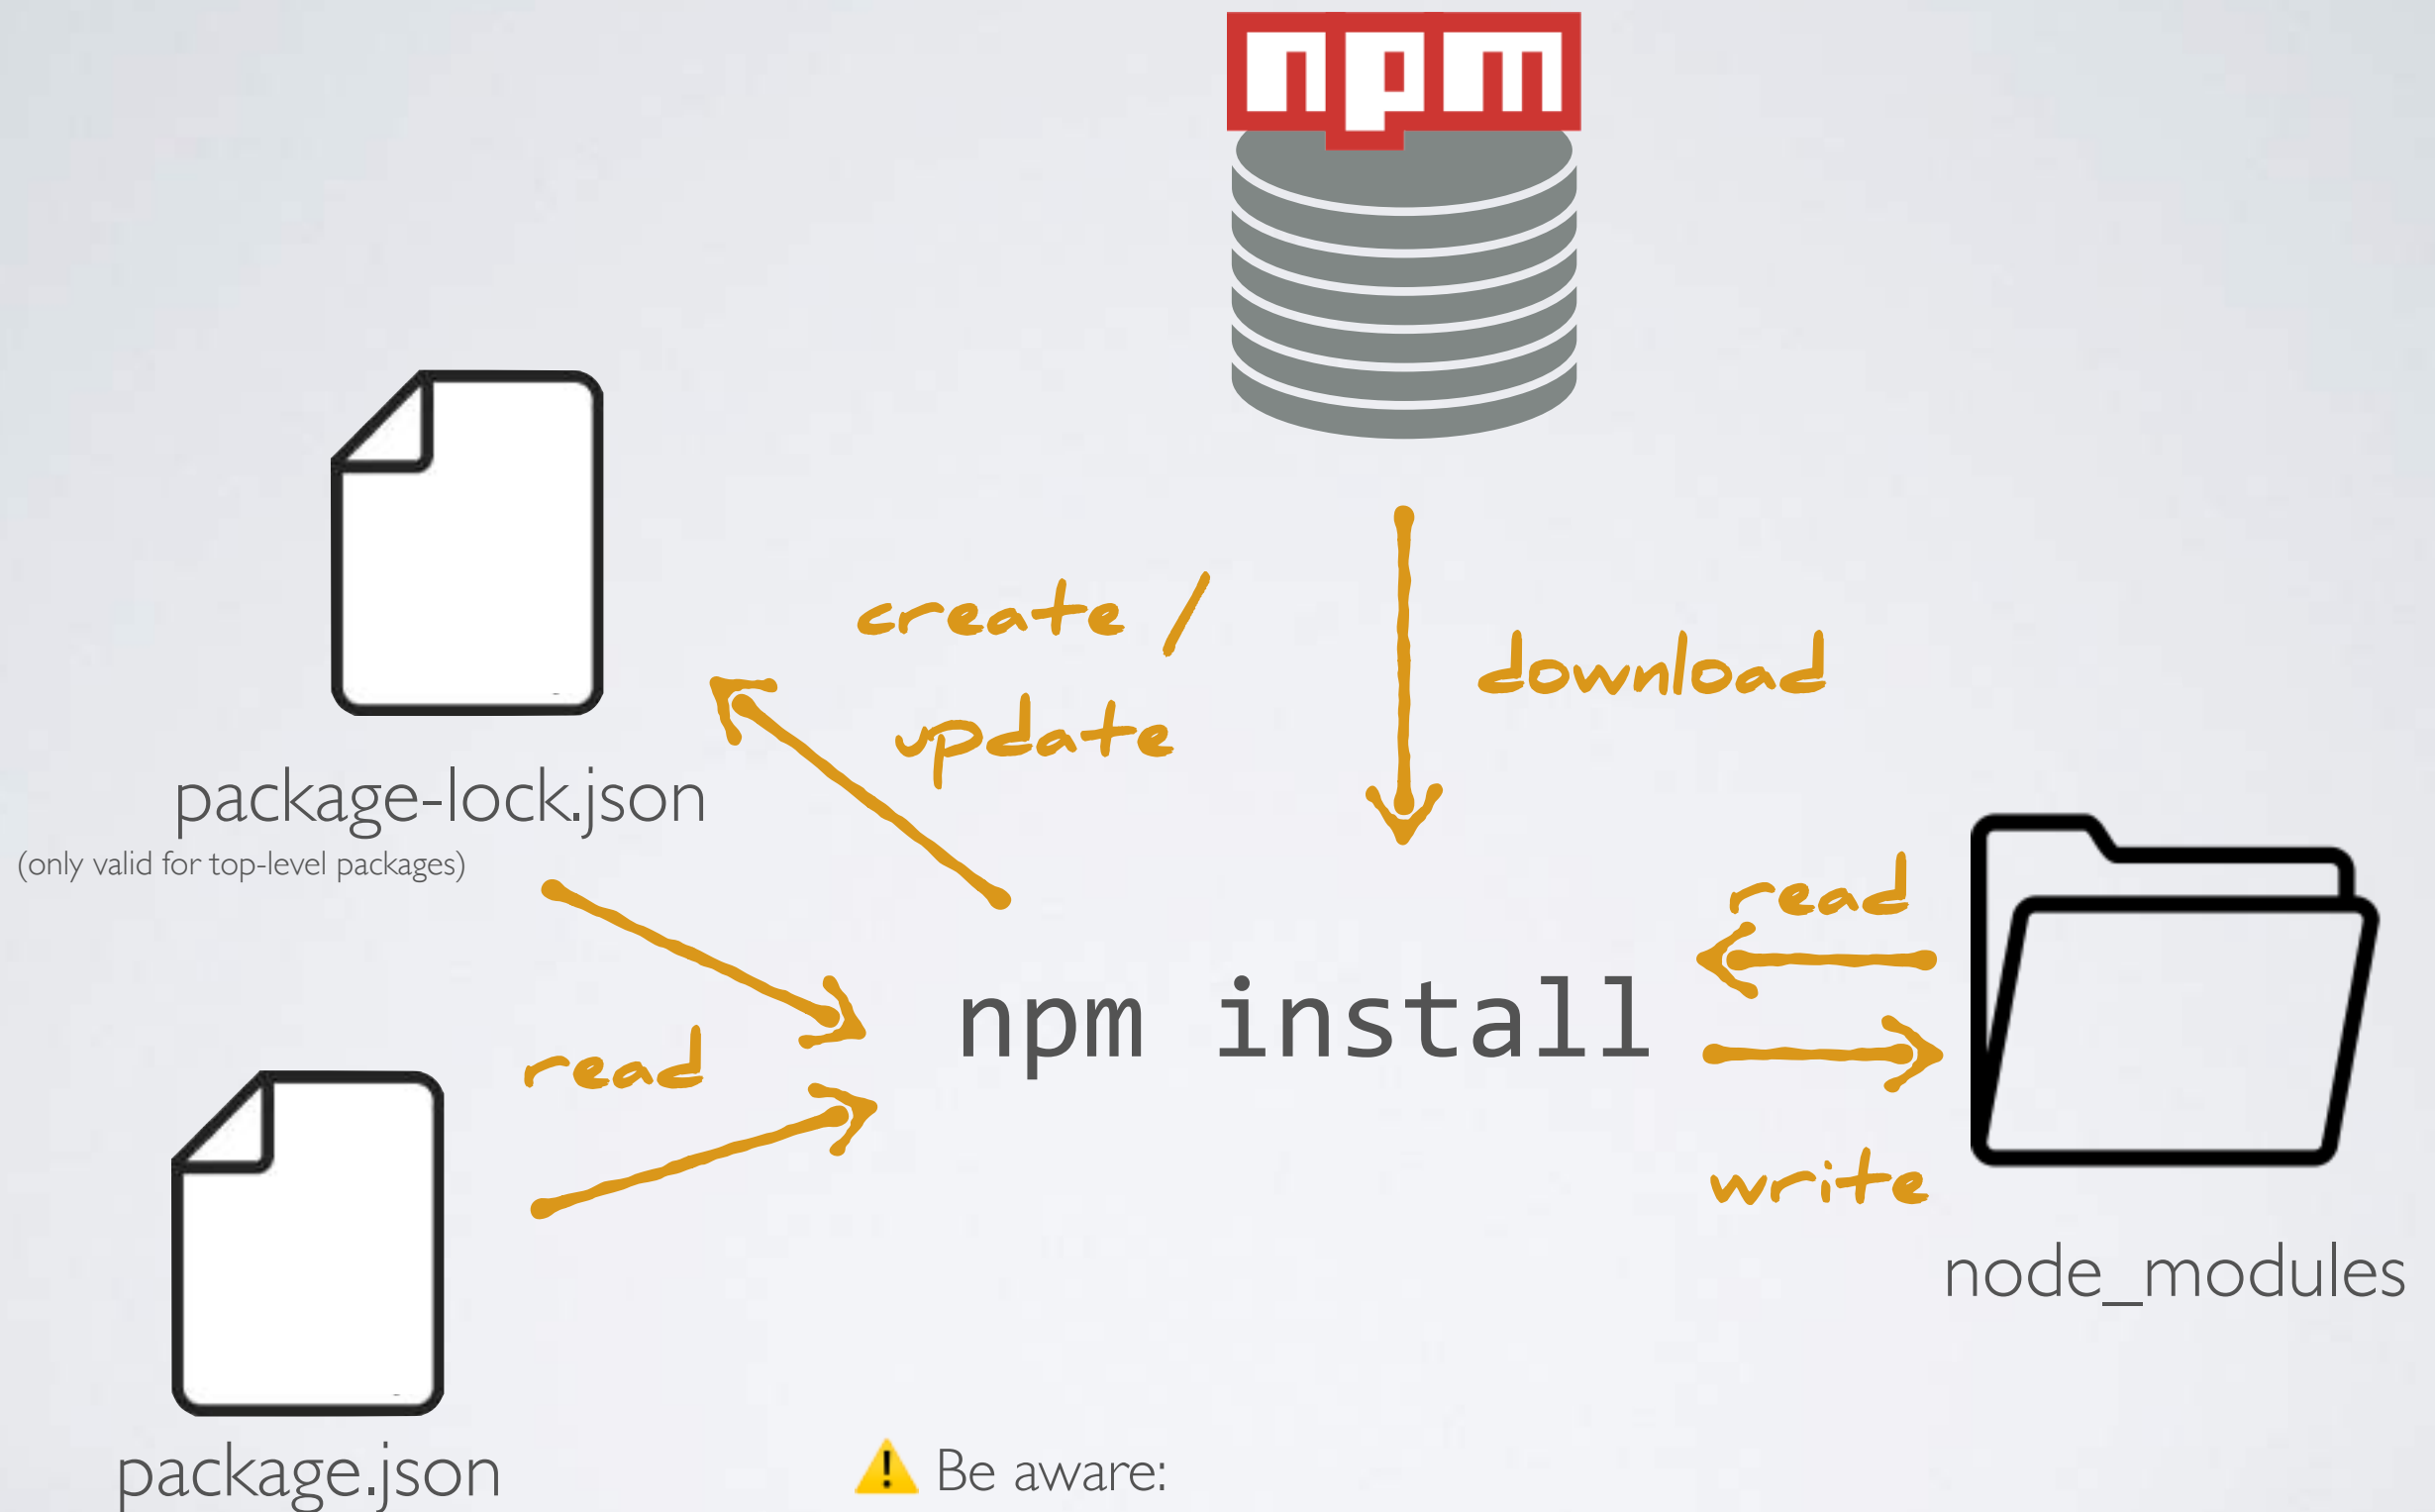 npm
create /
update
download
package-lock.json
(only valid for top-level packages)
read
npm install
read
write
node_modules
package.json
⚠ Be aware: